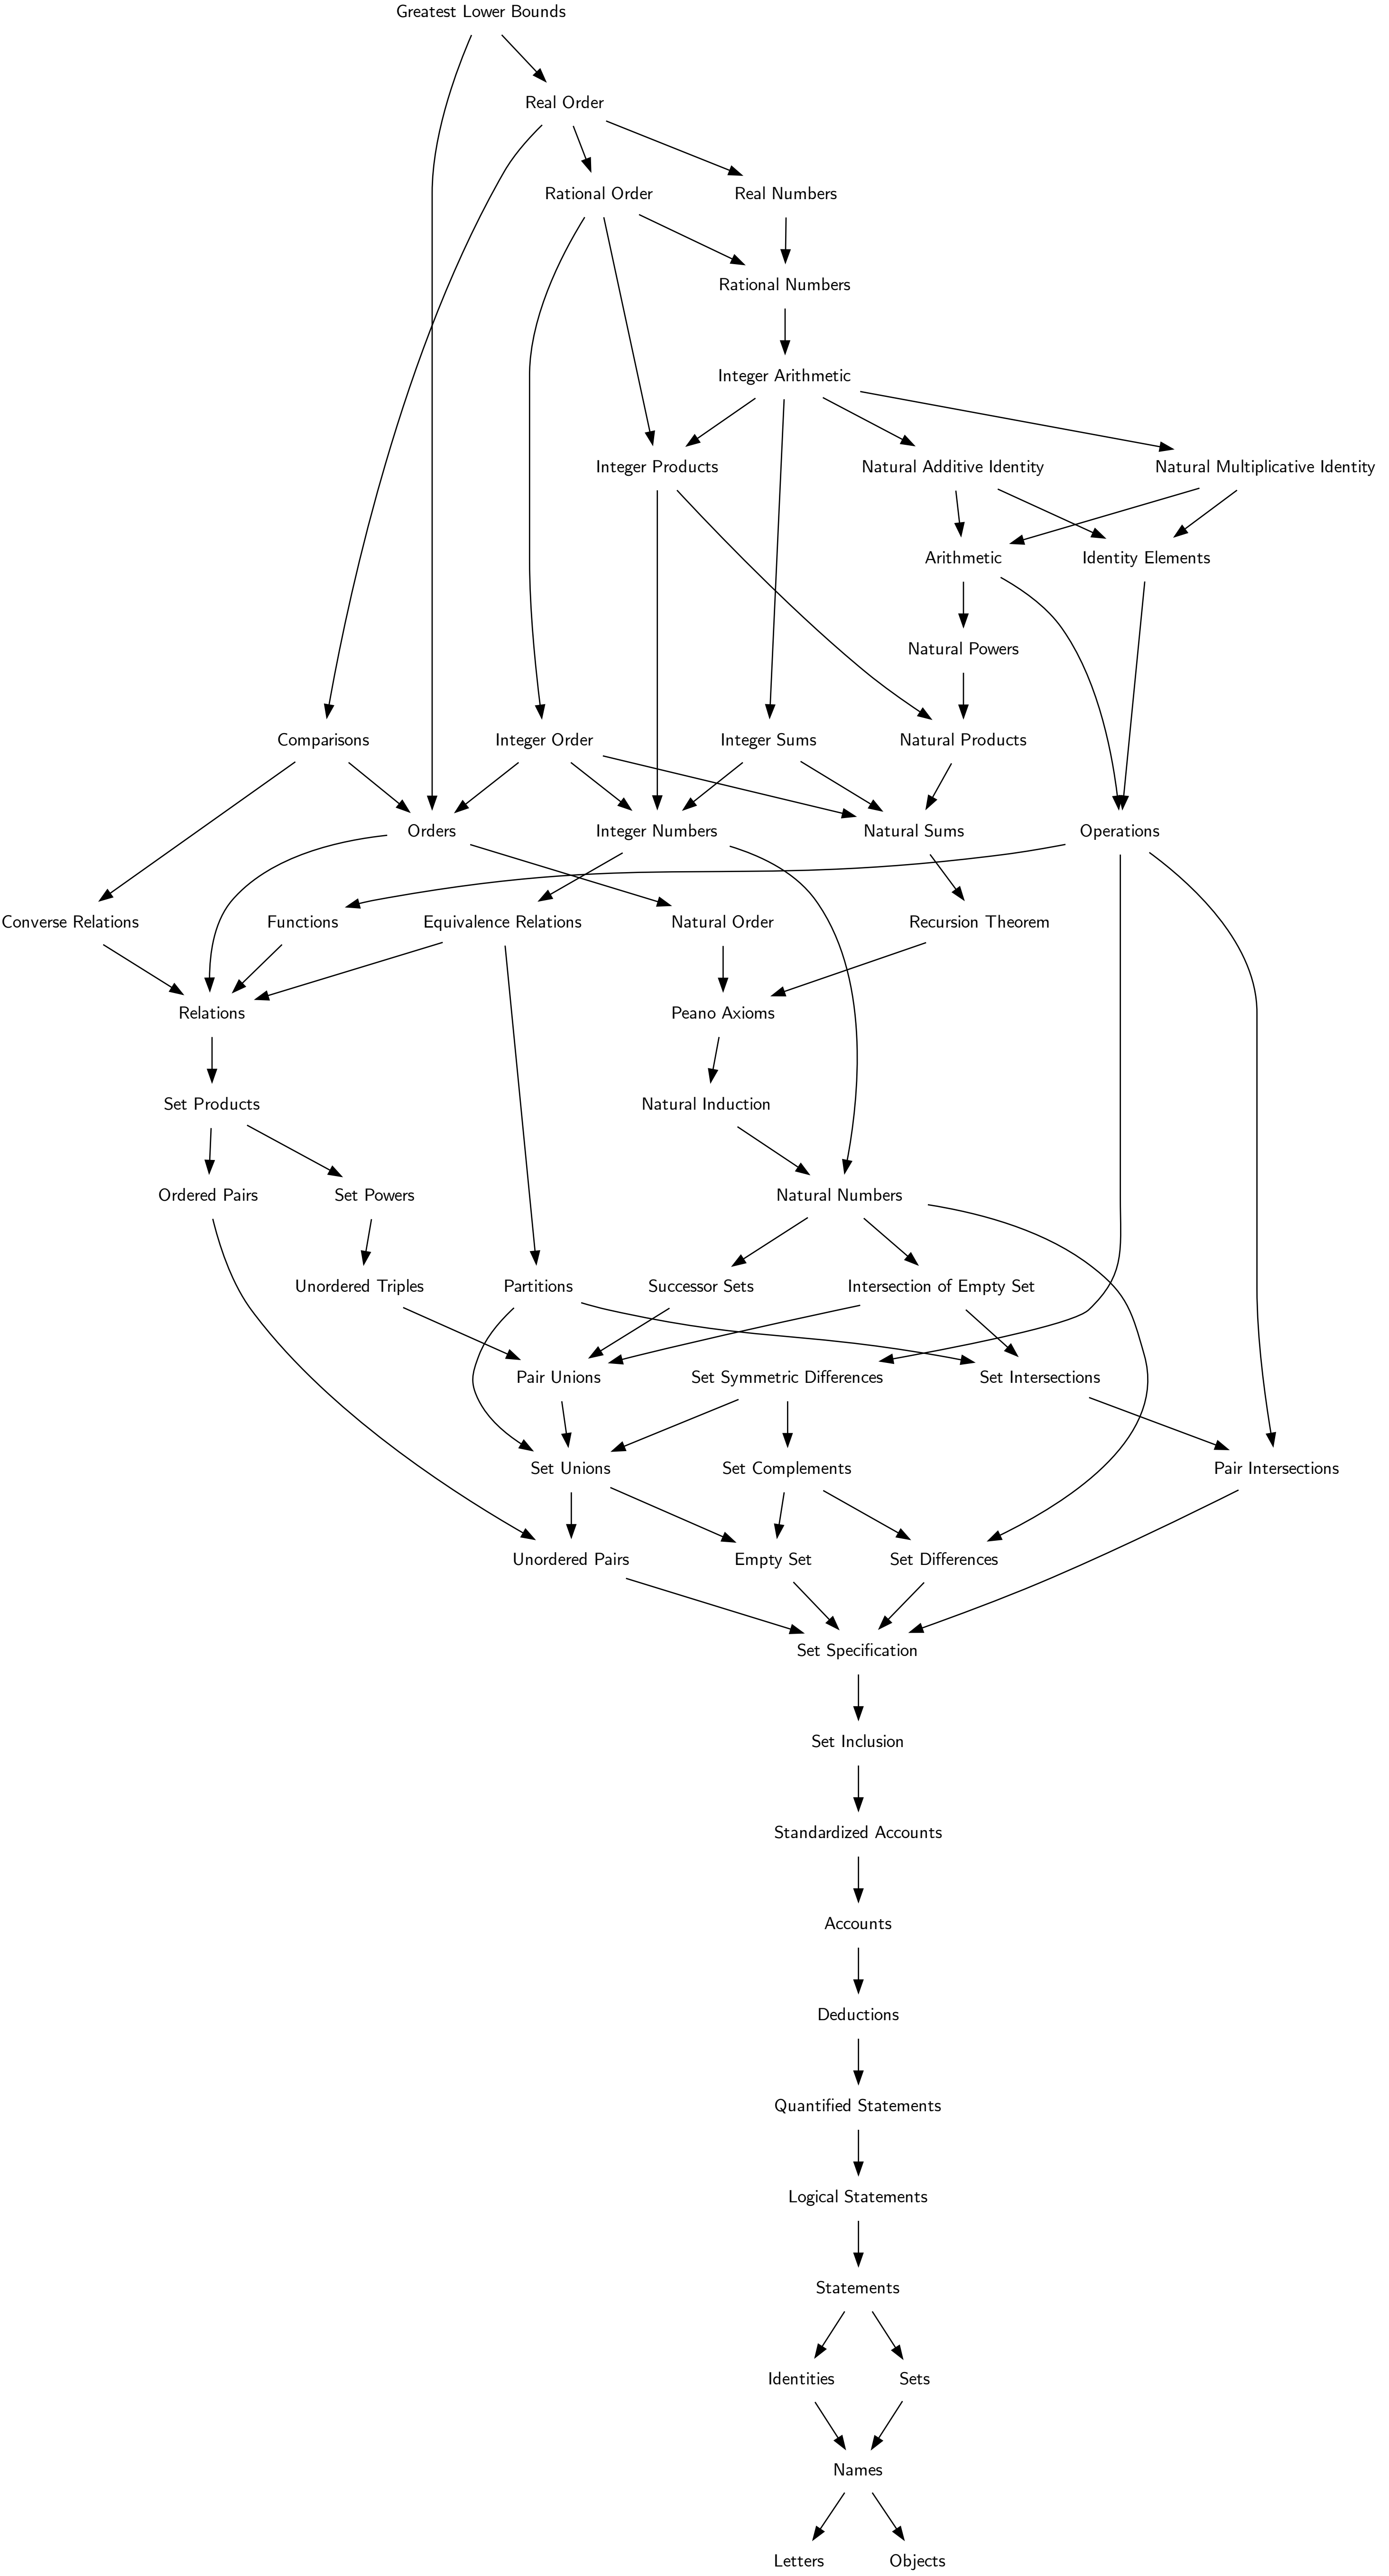 Greatest Lower Bounds
Real Order
Rational Order
Real Numbers
Rational Numbers
Integer Arithmetic
Integer Products
Natural Additive Identity
Natural Multiplicative Identity
Arithmetic
Identity Elements
Natural Powers
Comparisons
Integer Order
Integer Sums
Natural Products
Orders
Integer Numbers
Natural Sums
Operations
Converse Relations
Functions
Equivalence Relations
Natural Order
Recursion Theorem
Relations
Peano Axioms
Set Products
Natural Induction
Ordered Pairs
Set Powers
Natural Numbers
Unordered Triples
Partitions
Successor Sets
Intersection of Empty Set
Pair Unions
Set Symmetric Differences
Set Intersections
Set Unions
Set Complements
Pair Intersections
Unordered Pairs
Empty Set
Set Differences
Set Specification
Set Inclusion
Standardized Accounts
Accounts
Deductions
Quantified Statements
Logical Statements
Statements
Identities
Sets
Names
Letters
Objects